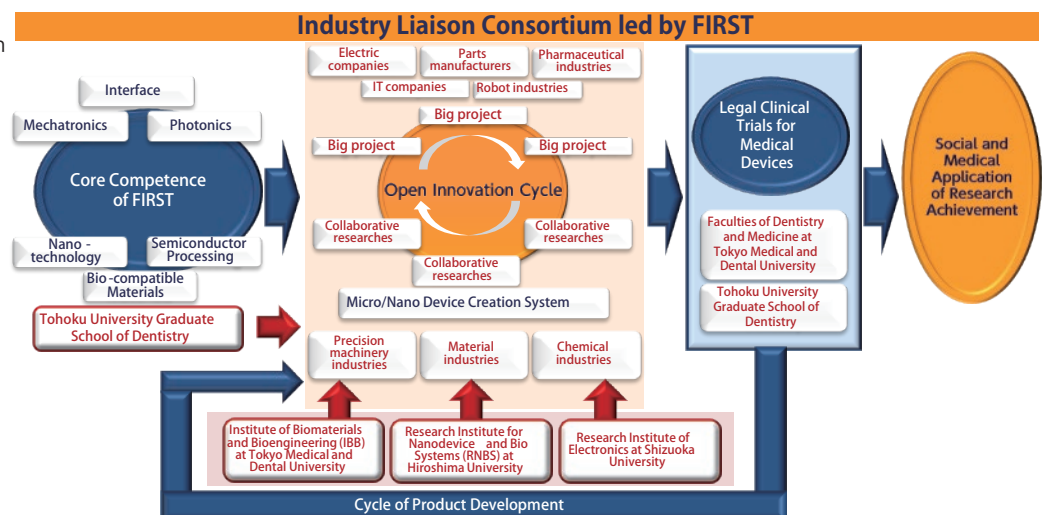 Industry Liaison Consortium led by FIRST
n
Interface
Mechatronics
Photonics
Core Competence
of FIRST
Nano -
technology
Semiconductor
Processing
Bio-compatible
Materials
Tohoku University Graduate
School of Dentistry
Electric
companies
Parts
manufacturers
Pharmaceutical
industries
IT companies
Robot industries
Big project
Big project
Big project
Open Innovation Cycle
Collaborative
researches
Collaborative
researches
Collaborative
researches
Micro/Nano Device Creation System
Precision
machinery
industries
Material
industries
Chemical
industries
Institute of Biomaterials
and Bioengineering (IBB)
at Tokyo Medical and
Dental University
Research Institute for
Nanodevice and Bio
Systems (RNBS) at
Hiroshima University
Research Institute of
Electronics at Shizuoka
University
Legal Clinical
Trials for
Medical
Devices
Faculties of Dentistry
and Medicine at
Tokyo Medical and
Dental University
Tohoku University
Graduate School of
Dentistry
Social and
Medical
Application
of Research
Achievement
Cycle of Product Development